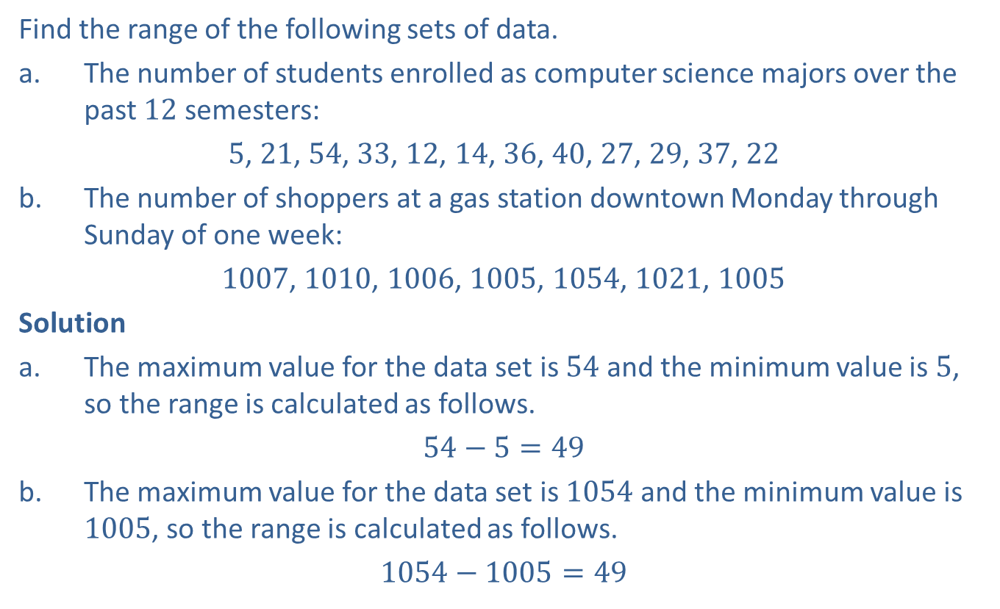 Find the range of the following sets of data.
a. The number of students enrolled as computer science majors over the
past 12 semesters:
5, 21, 54, 33, 12, 14, 36, 40, 27, 29, 37, 22
b. The number of shoppers at a gas station downtown Monday through
Sunday of one week:
1007, 1010, 1006, 1005, 1054, 1021, 1005
Solution
a. The maximum value for the data set is 54 and the minimum value is 5,
so the range is calculated as follows.
54 − 5 = 49
b. The maximum value for the data set is 1054 and the minimum value is
1005, so the range is calculated as follows.
1054 − 1005 = 49